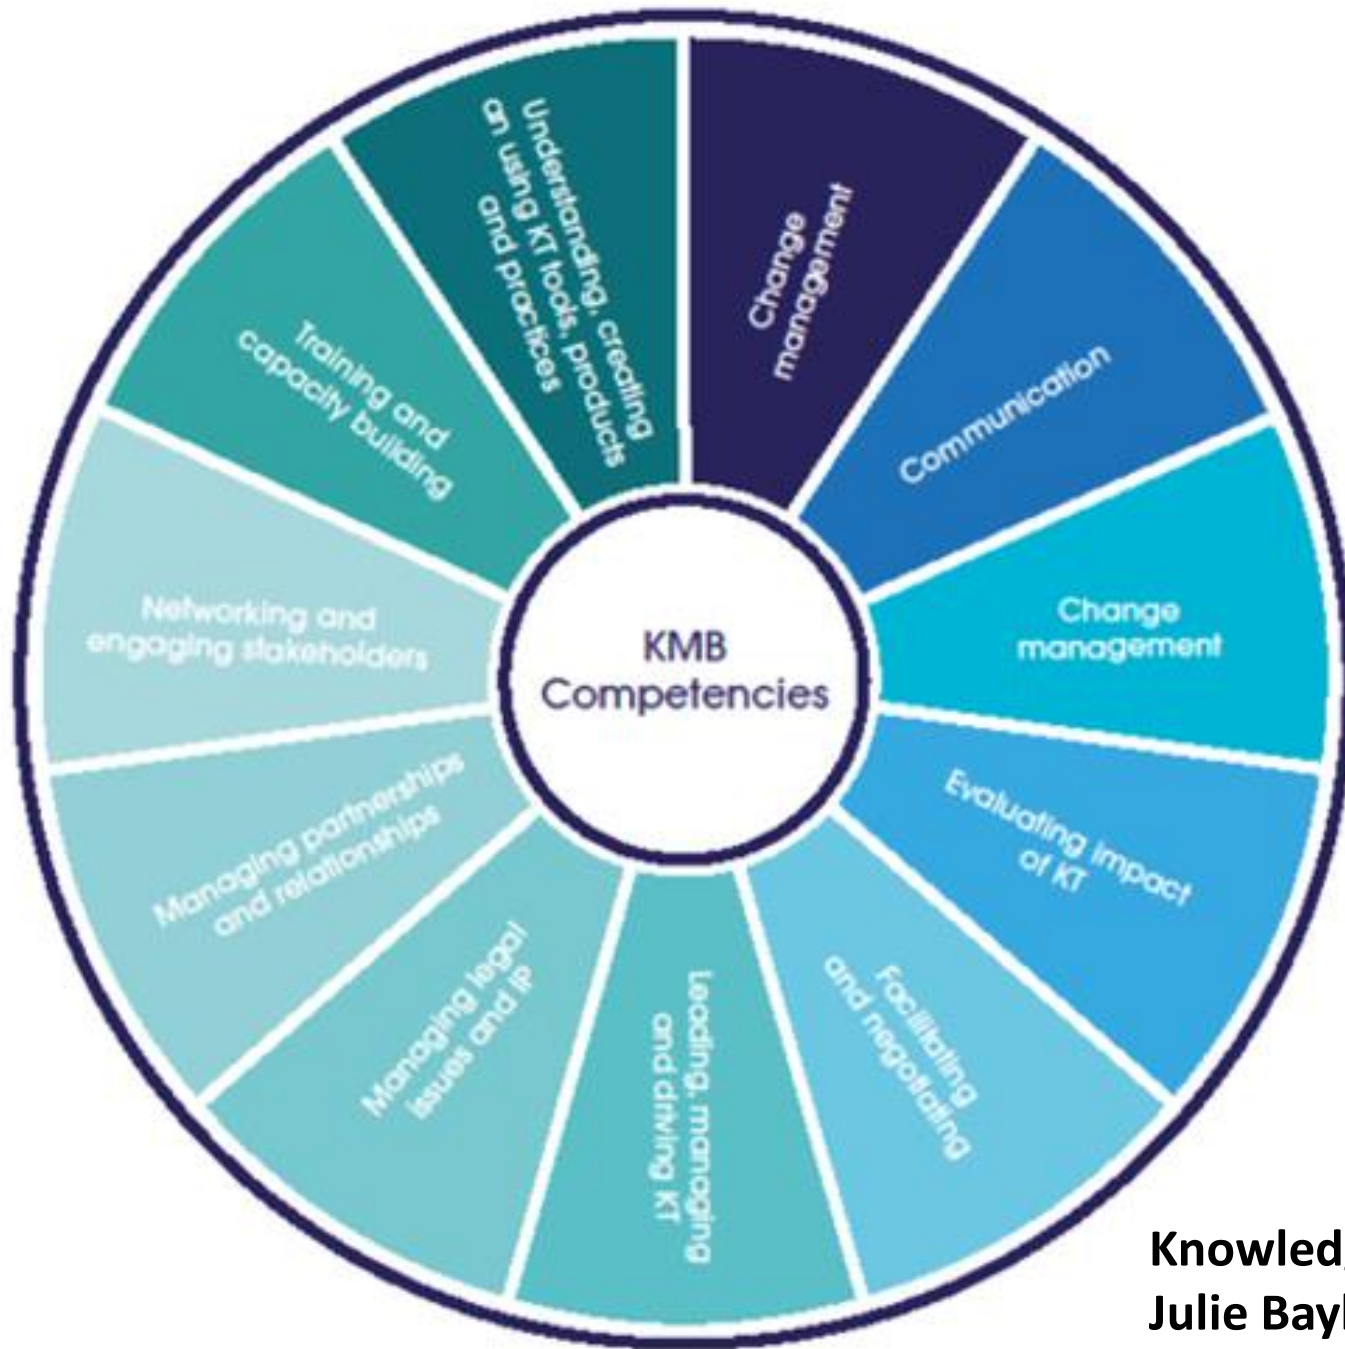 KMB
Competencies
Change
management
Communication
Change
management
Evaluating impact
of KT
Facilitating
and negotiating
Leading, managing
and driving KT
Managing legal
issues and IP
Managing partnerships
and relationships
Networking and
engaging stakeholders
Training and
capacity building
Understanding, creating
an using KT tools, products
and practices
Julie